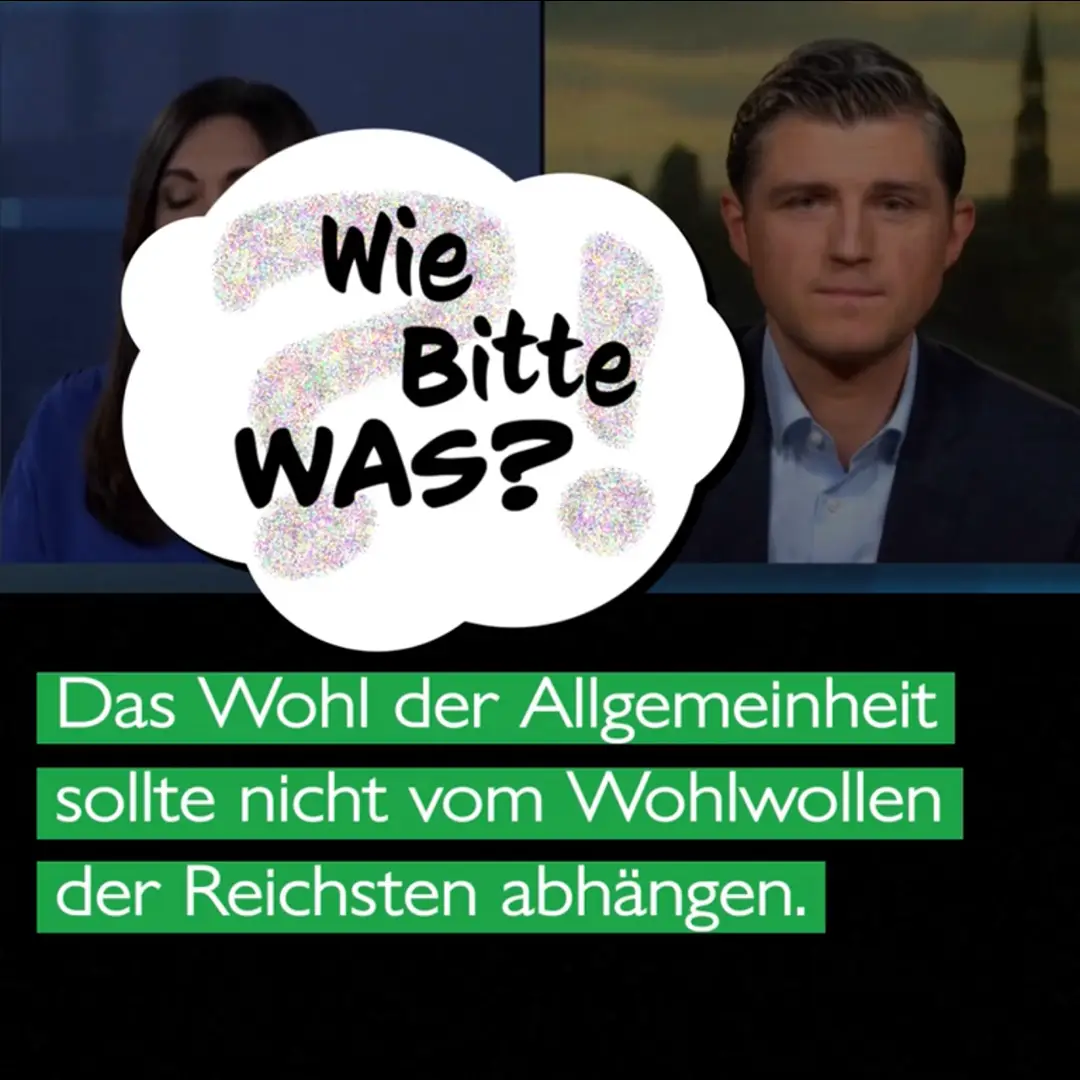 Wie
Bitte
WAS?
Das Wohl der Allgemeinheit
sollte nicht vom Wohlwollen
der Reichsten abhängen.